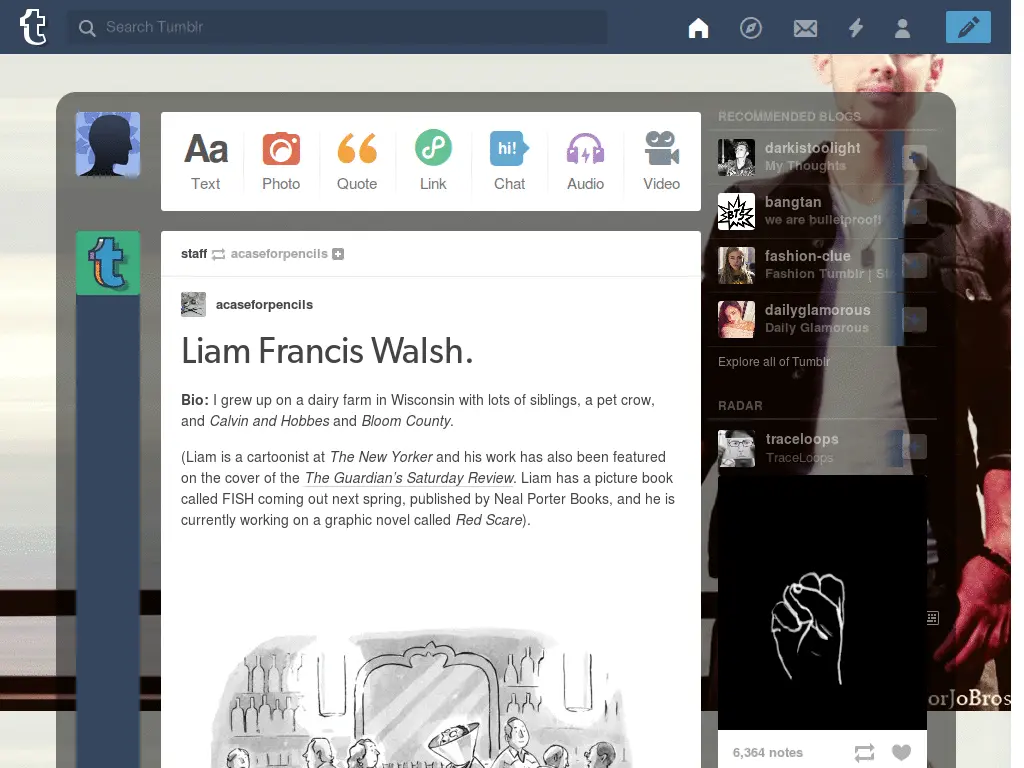 Search Tumblr
Aa
Text
Photo
Quote
Link
hi!
Chat
Audio
Video
staff acaseforpencils
acaseforpencils
Liam Francis Walsh.
Bio: I grew up on a dairy farm in Wisconsin with lots of siblings, a pet crow,
and Calvin and Hobbes and Bloom County.
(Liam is a cartoonist at The New Yorker and his work has also been featured
on the cover of the The Guardian's Saturday Review. Liam has a picture book
called FISH coming out next spring, published by Neal Porter Books, and he is
currently working on a graphic novel called Red Scare).
RECOMMENDED BLOGS
darkistoolight
My Thoughts
BTS
bangtan
we are bulletproof!
fashion-clue
Fashion Tumblr |
dailyglamorous
Daily Glamorous
Explore all of Tumblr
RADAR
traceloops
TraceLoops
orJoBros
6,364 notes